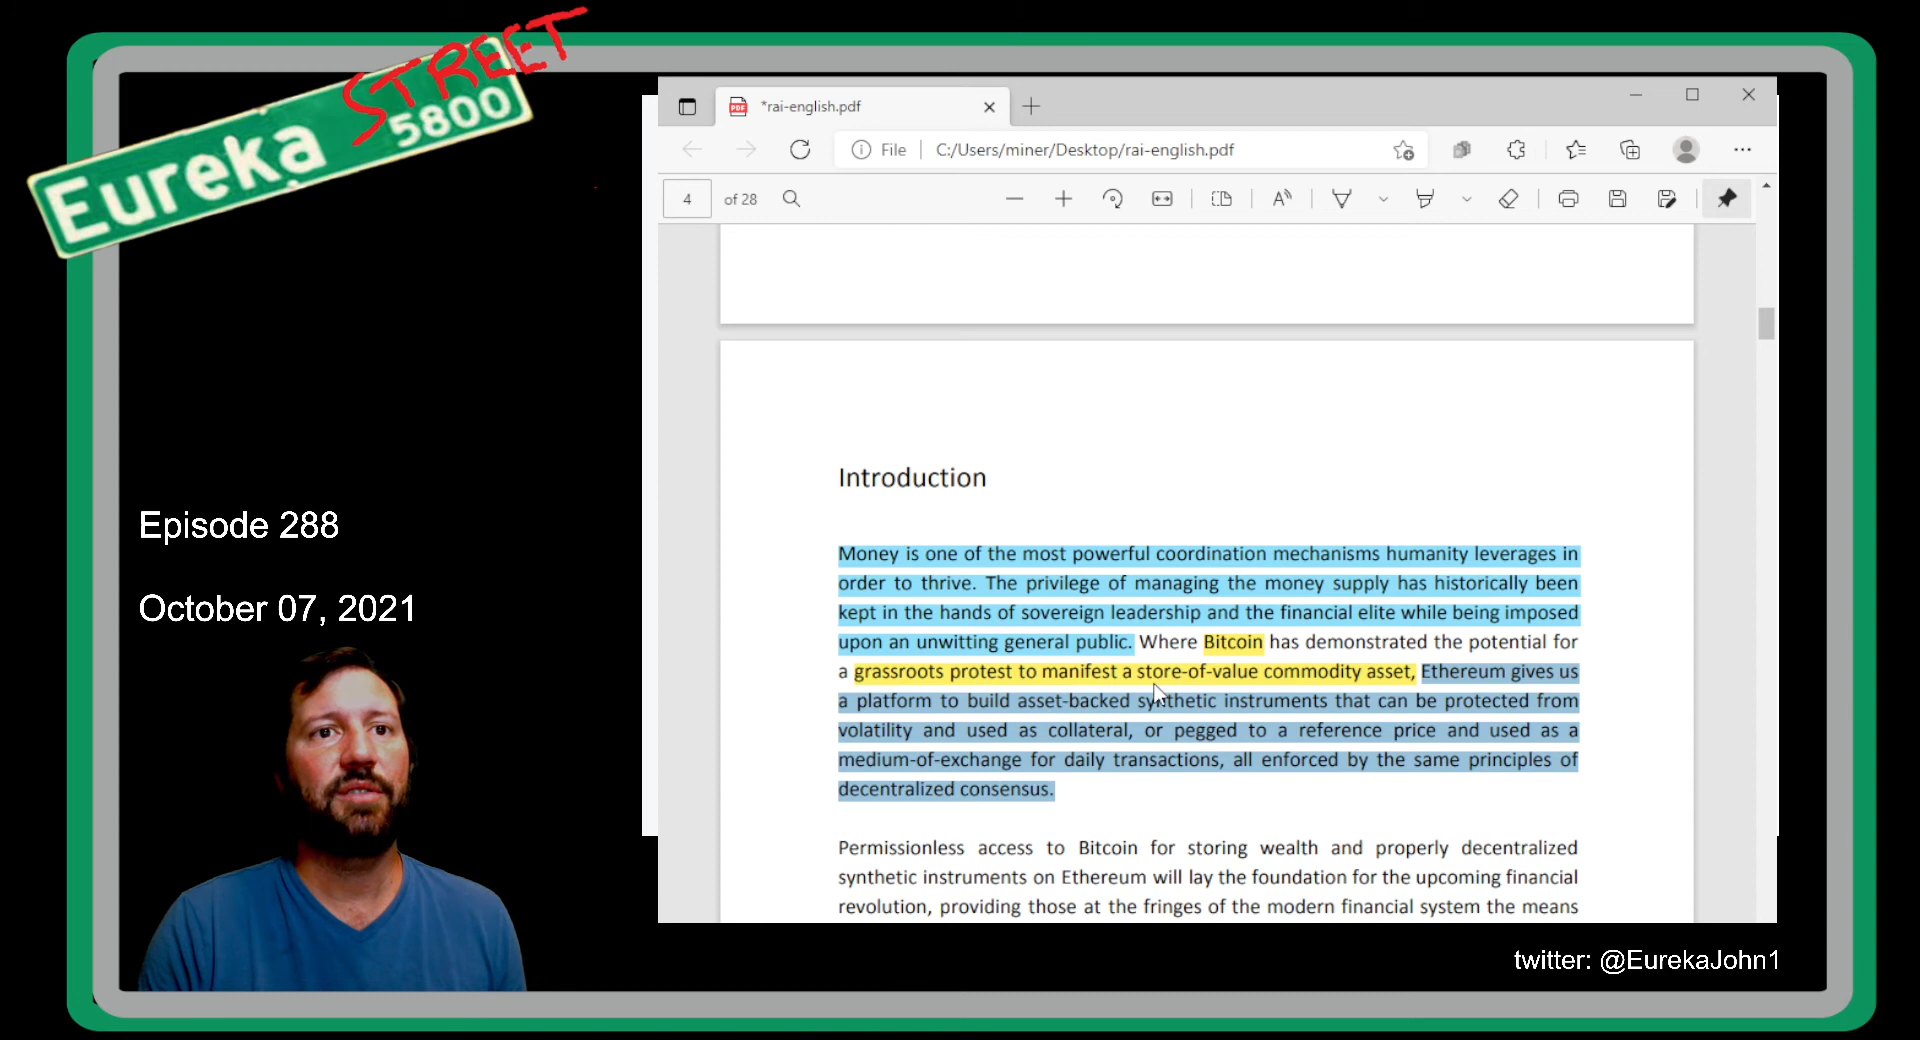 Eureka
STREET
5800
*rai-english.pdf
File
C:/Users/miner/Desktop/rai-english.pdf
4
of 28
Introduction
Money is one of the most powerful coordination mechanisms humanity leverages in
order to thrive. The privilege of managing the money supply has historically been
kept in the hands of sovereign leadership and the financial elite while being imposed
upon an unwitting general public. Where Bitcoin has demonstrated the potential for
a grassroots protest to manifest a store-of-value commodity asset, Ethereum gives us
a platform to build asset-backed synthetic instruments that can be protected from
volatility and used as collateral, or pegged to a reference price and used as a
medium-of-exchange for daily transactions, all enforced by the same principles of
decentralized consensus.
Permissionless access to Bitcoin for storing wealth and properly decentralized
synthetic instruments on Ethereum will lay the foundation for the upcoming financial
revolution, providing those at the fringes of the modern financial system the means
Episode 288
October 07, 2021
twitter: @EurekaJohn1